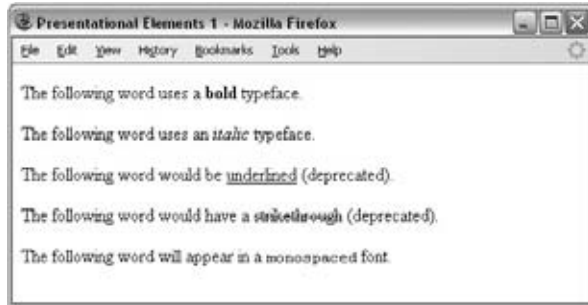 Presentational Elements 1 - Mozilla Firefox
File Edit View History Bookmarks Tools Help
The following word uses a bold typeface.
The following word uses an italic typeface.
The following word would be underlined (deprecated).
The following word would have a strikethrough (deprecated).
The following word will appear in a monospaced font.